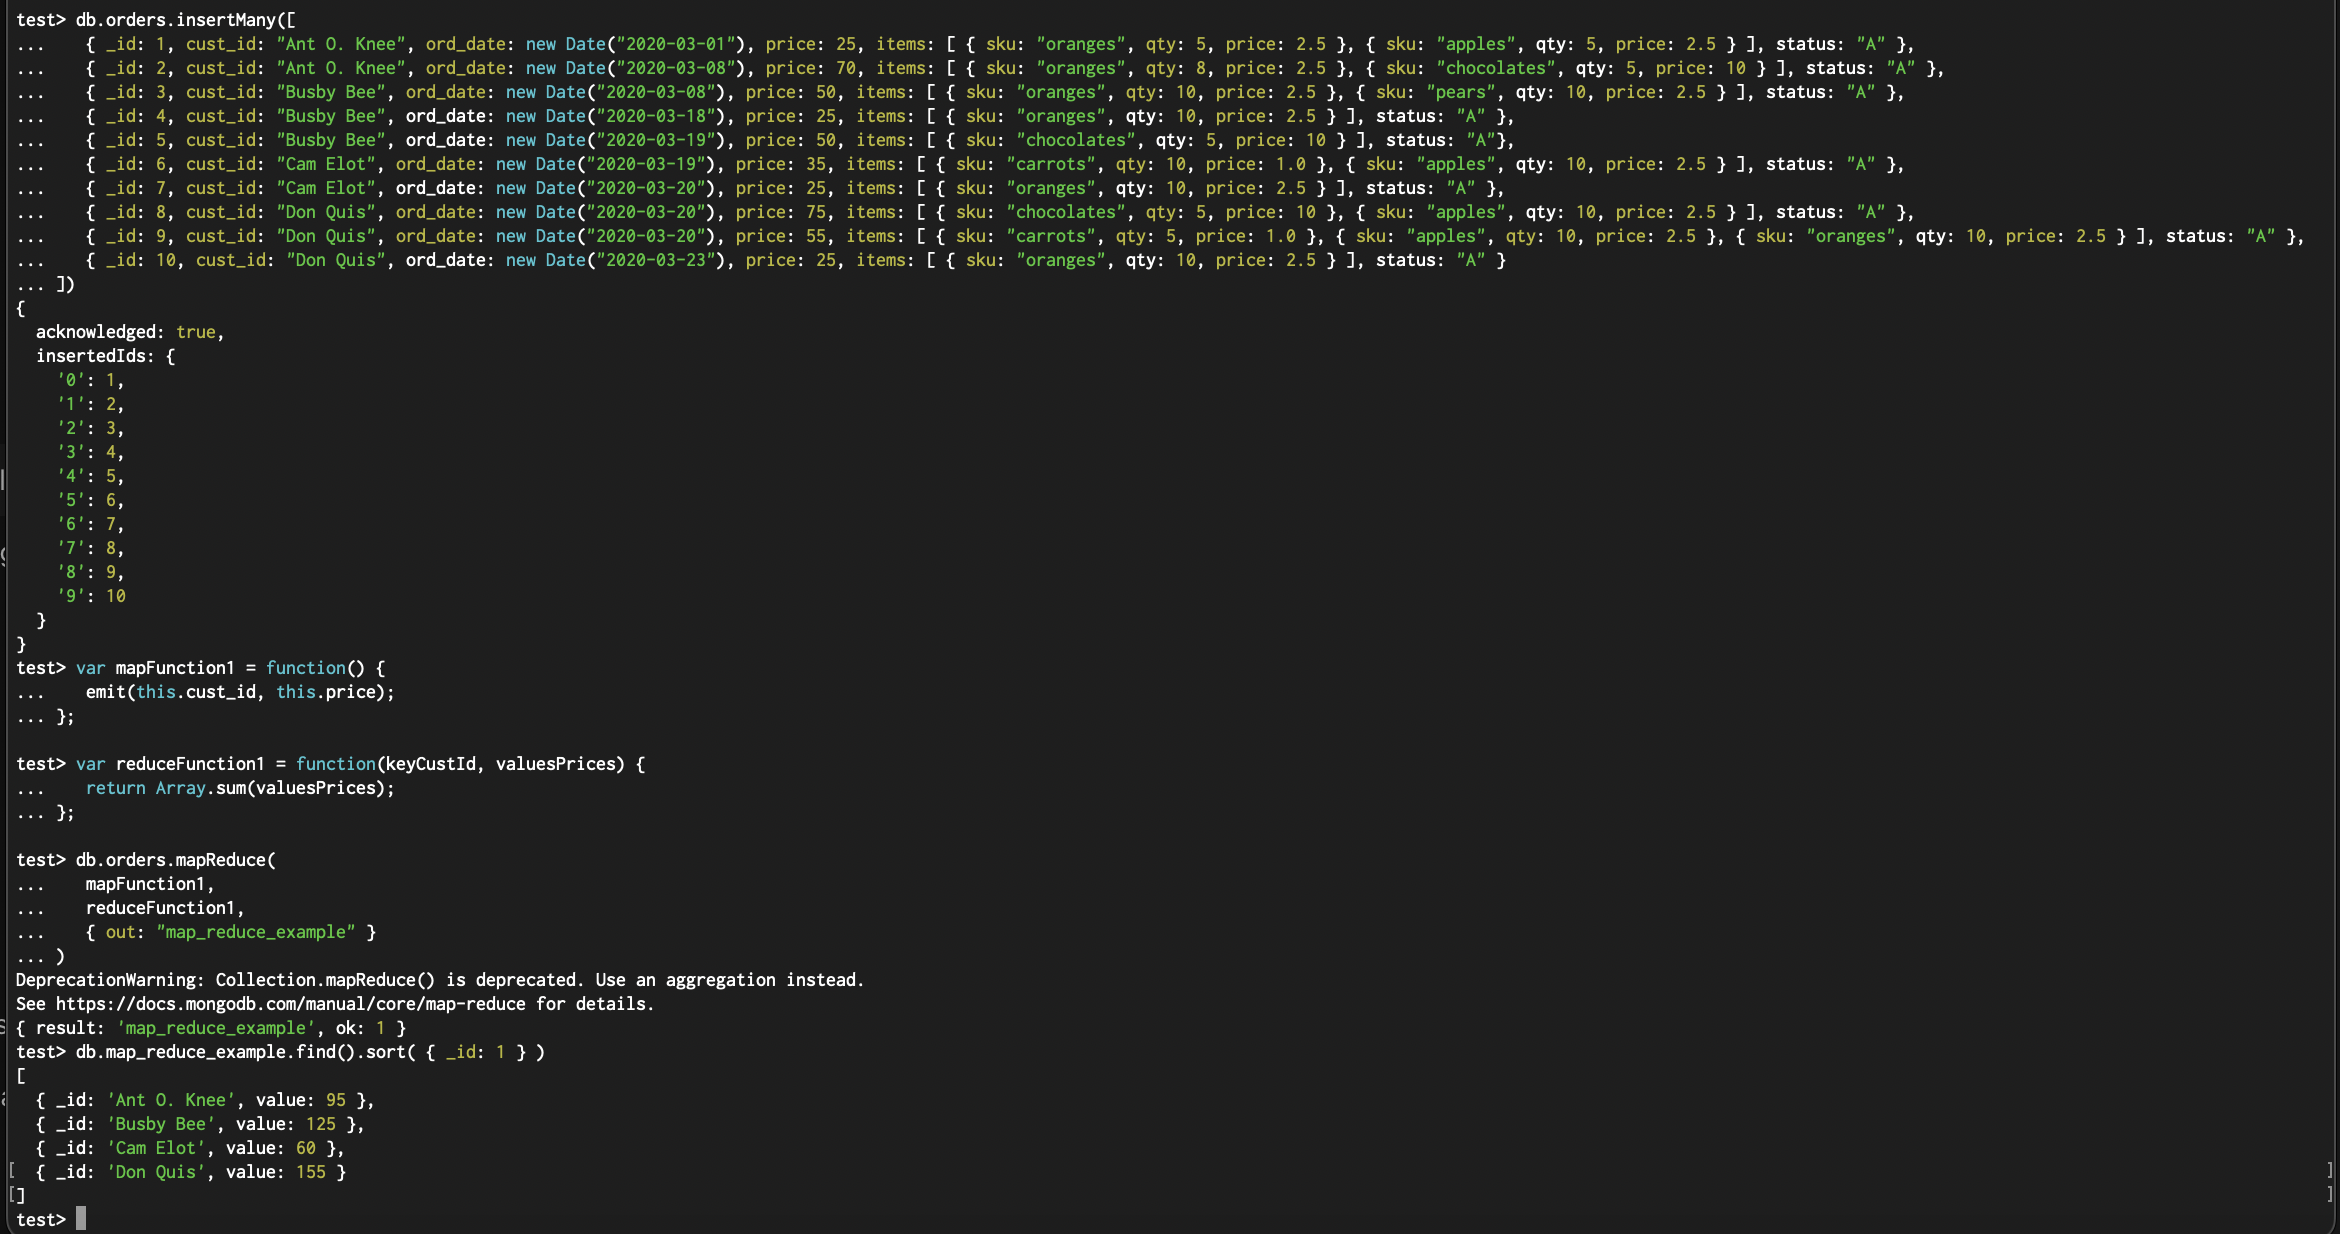 test> db.orders.insertMany([
...    { _id: 1, cust_id: "Ant O. Knee", ord_date: new Date("2020-03-01"), price: 25, items: [ { sku: "oranges", qty: 5, price: 2.5 }, { sku: "apples", qty: 5, price: 2.5 } ], status: "A" },
...    { _id: 2, cust_id: "Ant O. Knee", ord_date: new Date("2020-03-08"), price: 70, items: [ { sku: "oranges", qty: 8, price: 2.5 }, { sku: "chocolates", qty: 5, price: 10 } ], status: "A" },
...    { _id: 3, cust_id: "Busby Bee", ord_date: new Date("2020-03-08"), price: 50, items: [ { sku: "oranges", qty: 10, price: 2.5 }, { sku: "pears", qty: 10, price: 2.5 } ], status: "A" },
...    { _id: 4, cust_id: "Busby Bee", ord_date: new Date("2020-03-18"), price: 25, items: [ { sku: "oranges", qty: 10, price: 2.5 } ], status: "A" },
...    { _id: 5, cust_id: "Busby Bee", ord_date: new Date("2020-03-19"), price: 50, items: [ { sku: "chocolates", qty: 5, price: 10 } ], status: "A"},
...    { _id: 6, cust_id: "Cam Elot", ord_date: new Date("2020-03-19"), price: 35, items: [ { sku: "carrots", qty: 10, price: 1.0 }, { sku: "apples", qty: 10, price: 2.5 } ], status: "A" },
...    { _id: 7, cust_id: "Cam Elot", ord_date: new Date("2020-03-20"), price: 25, items: [ { sku: "oranges", qty: 10, price: 2.5 } ], status: "A" },
...    { _id: 8, cust_id: "Don Quis", ord_date: new Date("2020-03-20"), price: 75, items: [ { sku: "chocolates", qty: 5, price: 10 }, { sku: "apples", qty: 10, price: 2.5 } ], status: "A" },
...    { _id: 9, cust_id: "Don Quis", ord_date: new Date("2020-03-20"), price: 55, items: [ { sku: "carrots", qty: 5, price: 1.0 }, { sku: "apples", qty: 10, price: 2.5 }, { sku: "oranges", qty: 10, price: 2.5 } ], status: "A" },
...    { _id: 10, cust_id: "Don Quis", ord_date: new Date("2020-03-23"), price: 25, items: [ { sku: "oranges", qty: 10, price: 2.5 } ], status: "A" }
... ])
{
  acknowledged: true,
  insertedIds: {
    '0': 1,
    '1': 2,
    '2': 3,
    '3': 4,
    '4': 5,
    '5': 6,
    '6': 7,
    '7': 8,
    '8': 9,
    '9': 10
  }
}
test> var mapFunction1 = function() {
...    emit(this.cust_id, this.price);
... };

test> var reduceFunction1 = function(keyCustId, valuesPrices) {
...    return Array.sum(valuesPrices);
... };

test> db.orders.mapReduce(
...    mapFunction1,
...    reduceFunction1,
...    { out: "map_reduce_example" }
... )
DeprecationWarning: Collection.mapReduce() is deprecated. Use an aggregation instead.
See https://docs.mongodb.com/manual/core/map-reduce for details.
{ result: 'map_reduce_example', ok: 1 }
test> db.map_reduce_example.find().sort( { _id: 1 } )
[
  { _id: 'Ant O. Knee', value: 95 },
  { _id: 'Busby Bee', value: 125 },
  { _id: 'Cam Elot', value: 60 },
  { _id: 'Don Quis', value: 155 }
]
test>